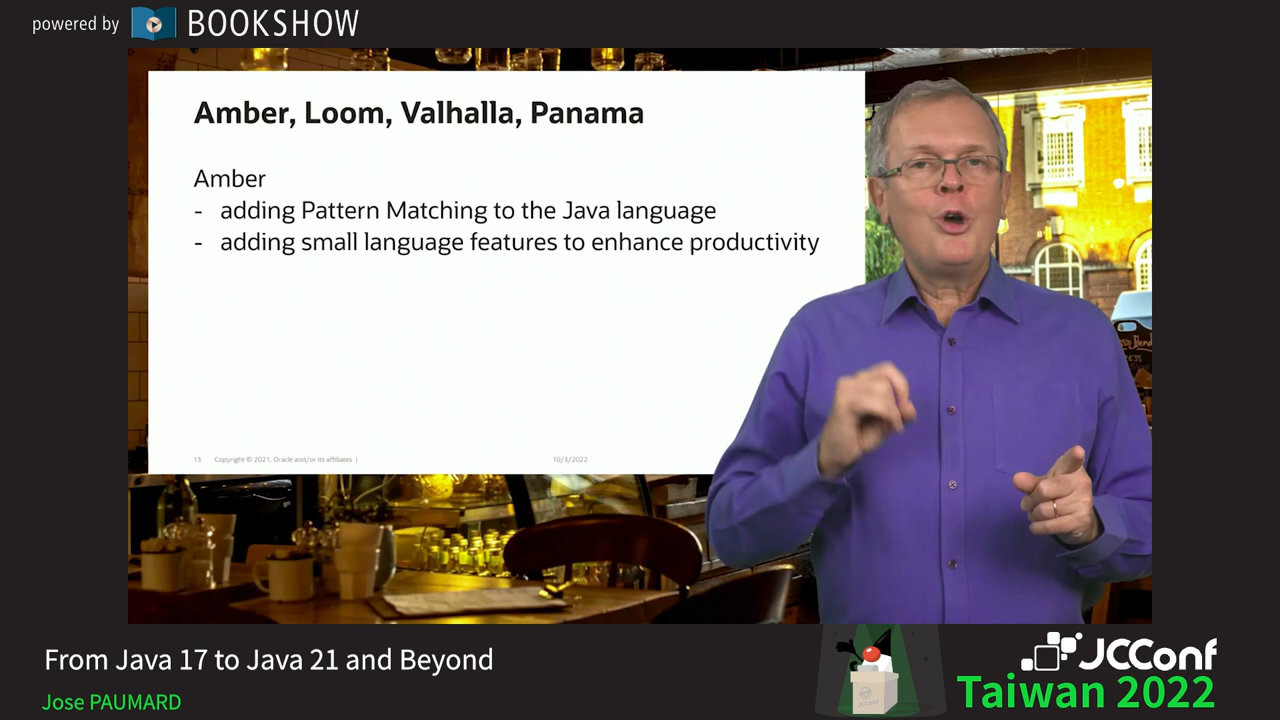 powered by BOOKSHOW
Amber, Loom, Valhalla, Panama
Amber
- adding Pattern Matching to the Java language
- adding small language features to enhance productivity
13 Copyright © 2021, Oracle and/or its affiliates |
10/3/2022
From Java 17 to Java 21 and Beyond
Jose PAUMARD
JCConf
Taiwan 2022